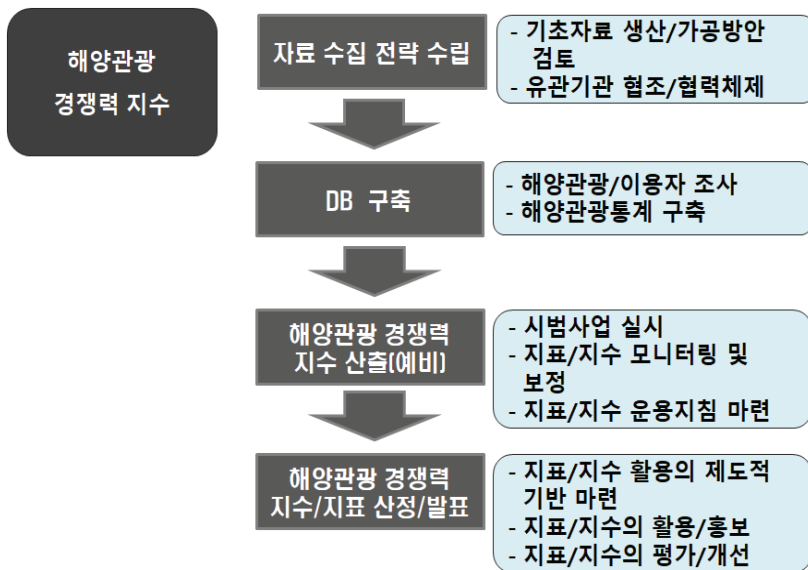 해양관광
경쟁력 지수
자료 수집 전략 수립
- 기초자료 생산/가공방안
검토
- 유관기관 협조/협력체제
DB 구축
- 해양관광/이용자 조사
- 해양관광통계 구축
해양관광 경쟁력
지수 산출(예비)
- 시범사업 실시
- 지표/지수 모니터링 및
보정
- 지표/지수 운용지침 마련
해양관광 경쟁력
지수/지표 산정/발표
- 지표/지수 활용의 제도적
기반 마련
- 지표/지수의 활용/홍보
- 지표/지수의 평가/개선